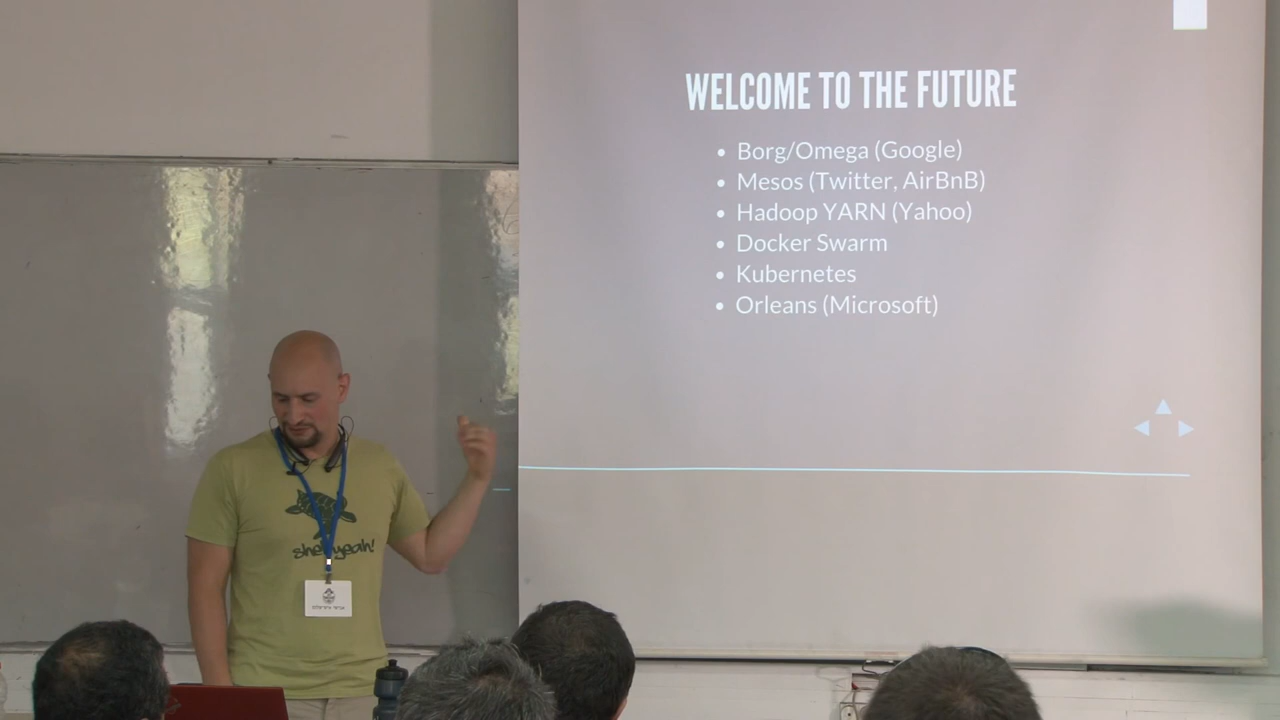 WELCOME TO THE FUTURE
Borg/Omega (Google)
Mesos (Twitter, AirBnB)
Hadoop YARN (Yahoo)
Docker Swarm
Kubernetes
Orleans (Microsoft)